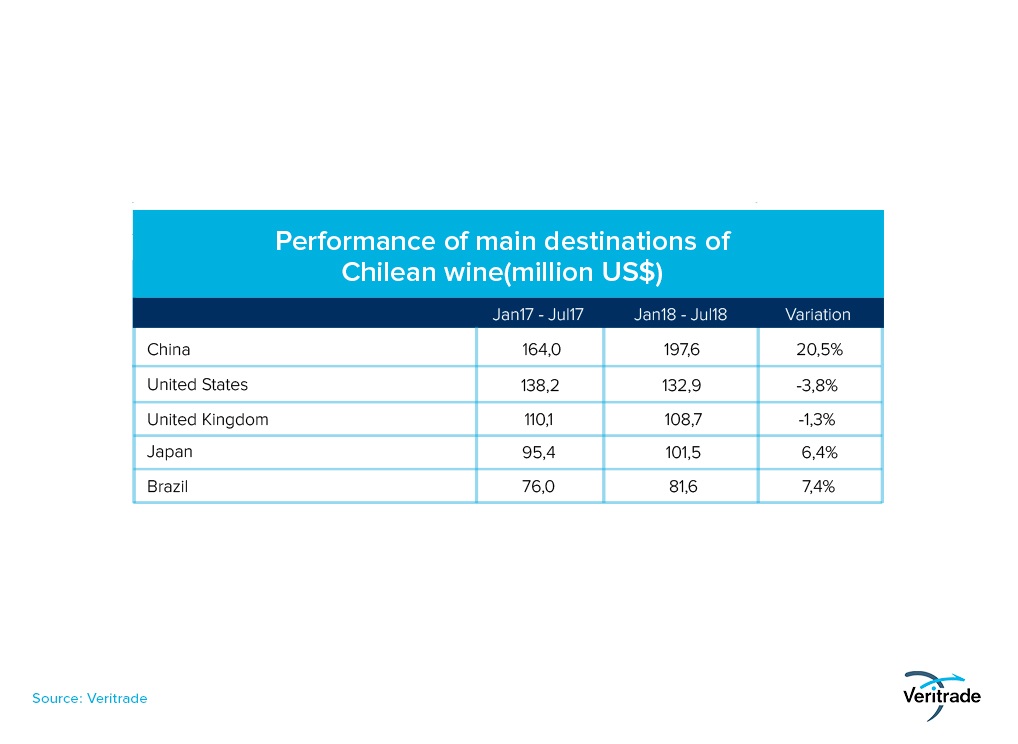 Performance of main destinations of
Chilean wine(million US$)
Jan17 - Jul17 Jan18 - Jul18 Variation
China 164,0 197,6 20,5%
United States 138,2 132,9 -3,8%
United Kingdom 110,1 108,7 -1,3%
Japan 95,4 101,5 6,4%
Brazil 76,0 81,6 7,4%
Source: Veritrade
Veritrade